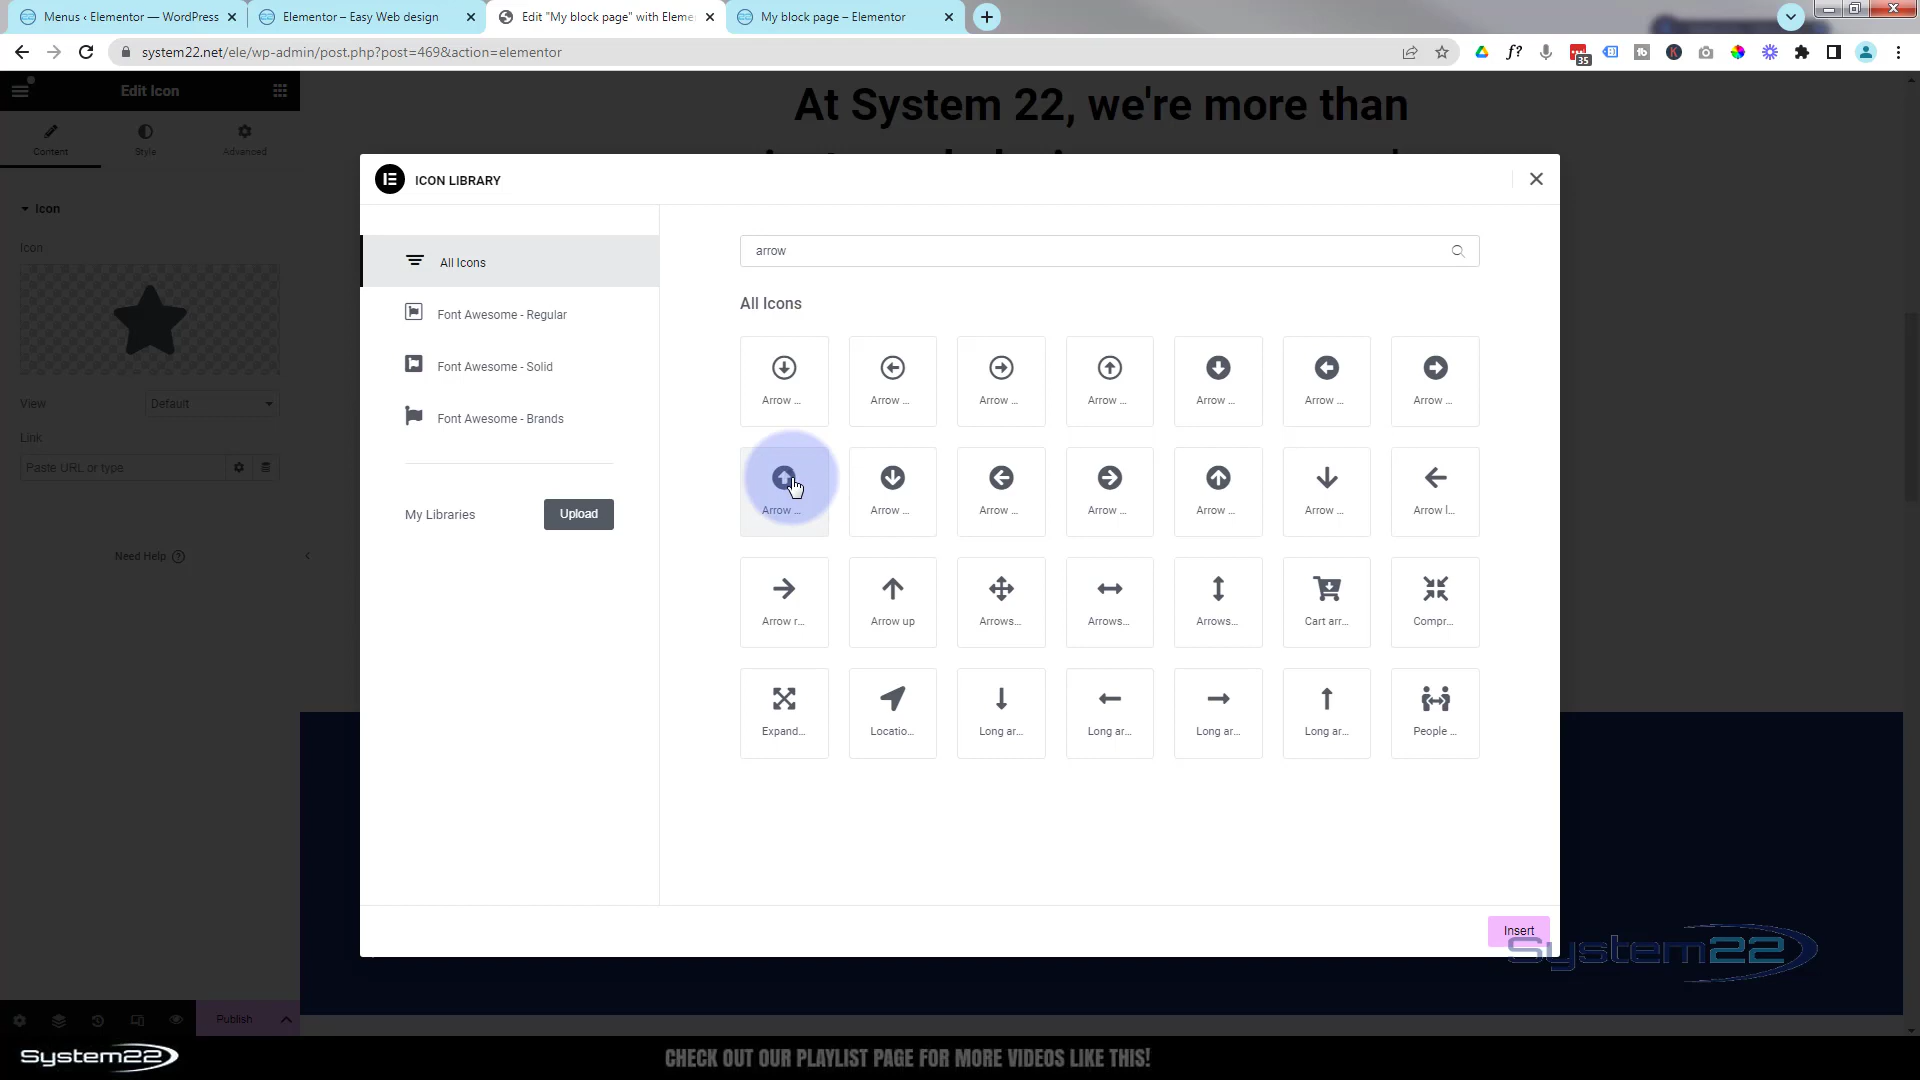 Menus ‹ Elementor — WordPress
Elementor – Easy Web design
Edit "My block page" with Eleme
My block page – Elementor
system22.net/ele/wp-admin/post.php?post=469&action=elementor
35
Edit Icon
Content
Style
Advanced
Icon
Icon
View
Default
Link
Paste URL or type
Need Help
Publish
At System 22, we're more than
ICON LIBRARY
All Icons
Font Awesome - Regular
Font Awesome - Solid
Font Awesome - Brands
My Libraries
Upload
arrow
All Icons
Arrow ...
Arrow ...
Arrow ...
Arrow ...
Arrow ...
Arrow ...
Arrow ...
Arrow ...
Arrow ...
Arrow ...
Arrow ...
Arrow ...
Arrow ...
Arrow l...
Arrow r...
Arrow up
Arrows...
Arrows...
Arrows...
Cart arr...
Compr...
Expand...
Locatio...
Long ar...
Long ar...
Long ar...
Long ar...
People ...
Insert
System22
System22
CHECK OUT OUR PLAYLIST PAGE FOR MORE VIDEOS LIKE THIS!